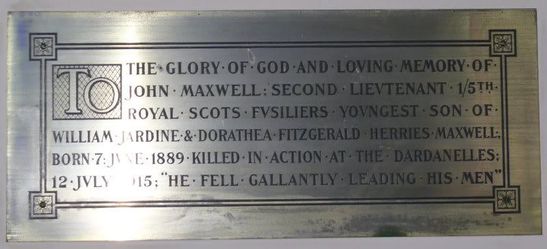 TO THE·GLORY·OF·GOD·AND·LOVING·MEMORY·OF·
JOHN·MAXWELL: SECOND·LIEVTENANT·1/5TH·
ROYAL·SCOTS·FVSILIERS·YOVNGEST·SON·OF
WILLIAM·JARDINE·&·DORATHEA·FITZGERALD·HERRIES·MAXWELL:,
BORN·7: JVNE·1889·KILLED·IN·ACTION·AT·THE·DARDANELLES;
12·JVLY "HE·FELL·GALLANTLY·LEADING·HIS·MEN"